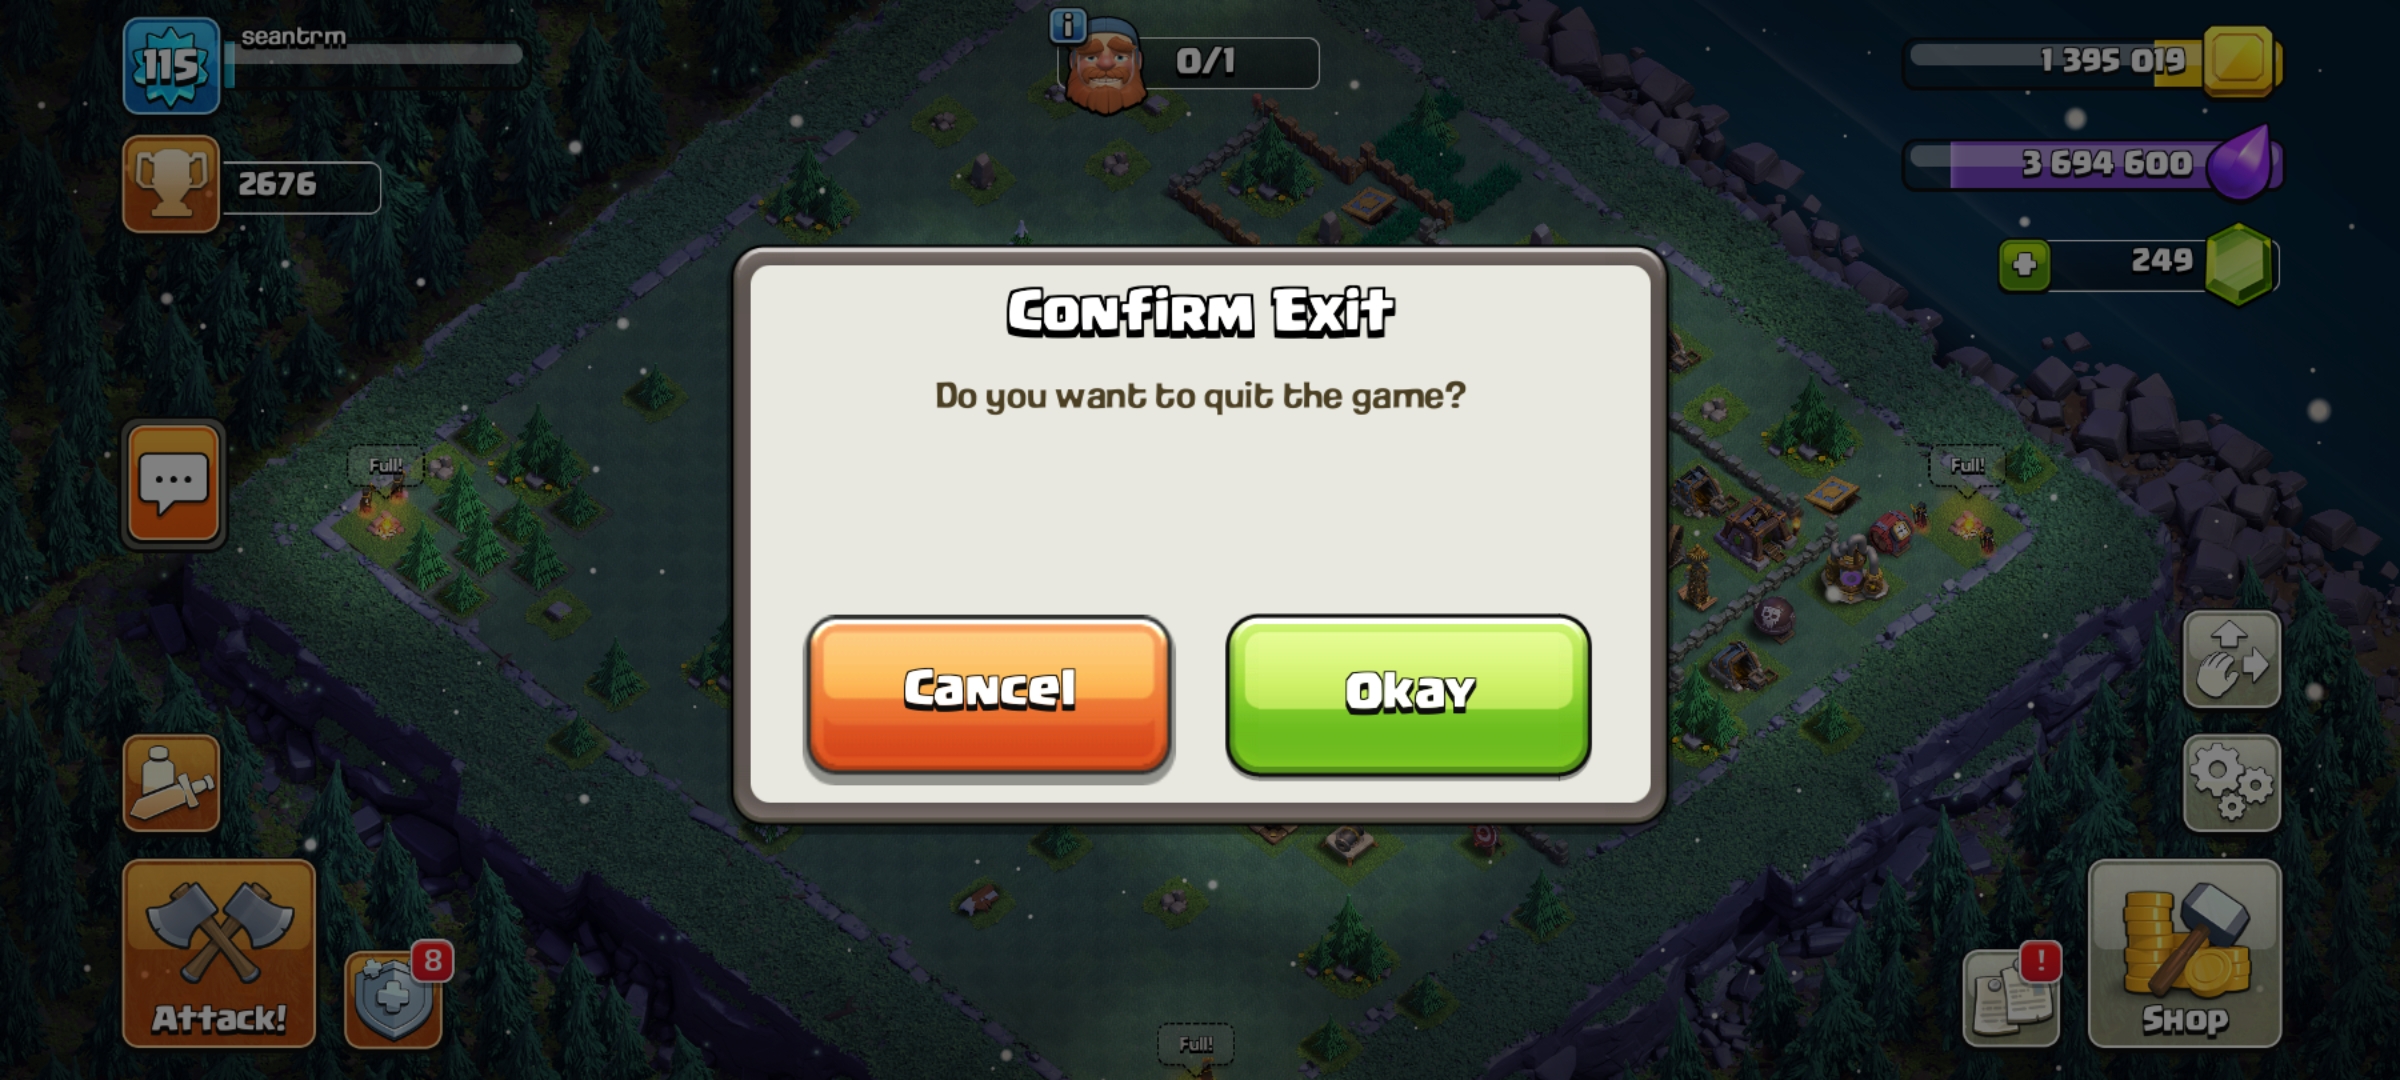 115
seantrm
i
0/1
1 395 019
2676
3 694 600
249
Confirm Exit
Do you want to quit the game?
Full!
Full!
Cancel
Okay
8
Attack!
!
Shop
Full!